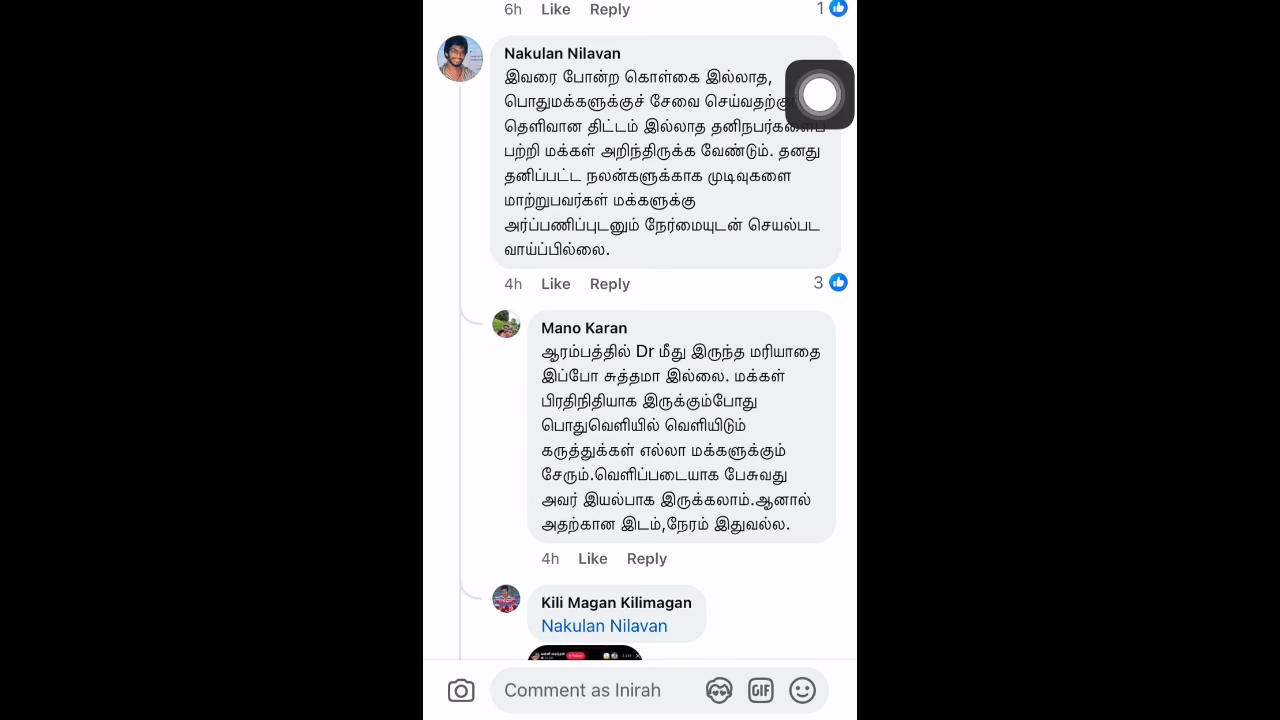 6h Like Reply 1
Nakulan Nilavan
இவரை போன்ற கொள்கை இல்லாத,
பொதுமக்களுக்குச் சேவை செய்வதற்கு
தெளிவான திட்டம் இல்லாத தனிநபர்களைப்
பற்றி மக்கள் அறிந்திருக்க வேண்டும். தனது
தனிப்பட்ட நலன்களுக்காக முடிவுகளை
மாற்றுபவர்கள் மக்களுக்கு
அர்ப்பணிப்புடனும் நேர்மையுடன் செயல்பட
வாய்ப்பில்லை.
4h Like Reply 3
Mano Karan
ஆரம்பத்தில் Dr மீது இருந்த மரியாதை
இப்போ சுத்தமா இல்லை. மக்கள்
பிரதிநிதியாக இருக்கும்போது
பொதுவெளியில் வெளியிடும்
கருத்துக்கள் எல்லா மக்களுக்கும்
சேரும்.வெளிப்படையாக பேசுவது
அவர் இயல்பாக இருக்கலாம்.ஆனால்
அதற்கான இடம்,நேரம் இதுவல்ல.
4h Like Reply
Kili Magan Kilimagan
Nakulan Nilavan
Comment as Inirah GIF